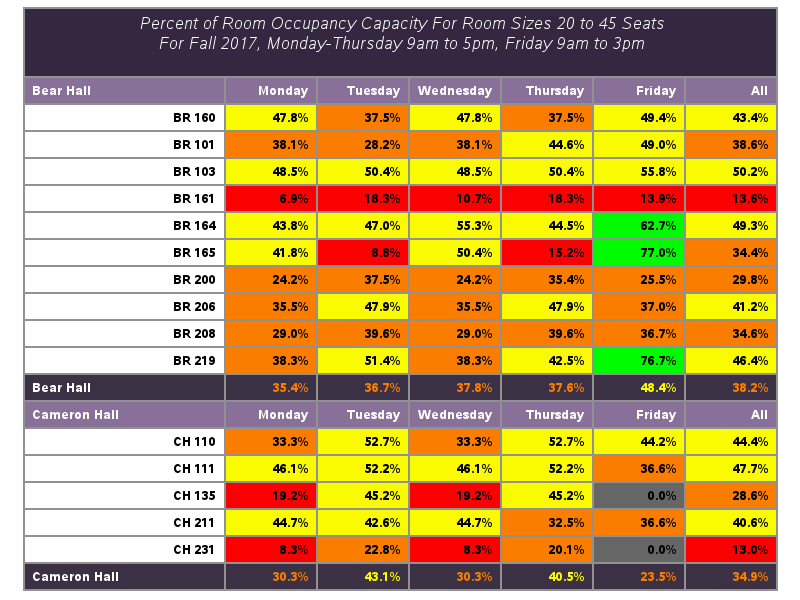 Percent of Room Occupancy Capacity For Room Sizes 20 to 45 Seats
For Fall 2017, Monday-Thursday 9am to 5pm, Friday 9am to 3pm
Bear Hall Monday Tuesday Wednesday Thursday Friday All
BR 160 47.8% 37.5% 47.8% 37.5% 49.4% 43.4%
BR 101 38.1% 28.2% 38.1% 44.6% 49.0% 38.6%
BR 103 48.5% 50.4% 48.5% 50.4% 55.8% 50.2%
BR 161 6.9% 18.3% 10.7% 18.3% 13.9% 13.6%
BR 164 43.8% 47.0% 55.3% 44.5% 62.7% 49.3%
BR 165 41.8% 8.8% 50.4% 15.2% 77.0% 34.4%
BR 200 24.2% 37.5% 24.2% 35.4% 25.5% 29.8%
BR 206 35.5% 47.9% 35.5% 47.9% 37.0% 41.2%
BR 208 29.0% 39.6% 29.0% 39.6% 36.7% 34.6%
BR 219 38.3% 51.4% 38.3% 42.5% 76.7% 46.4%
Bear Hall 35.4% 36.7% 37.8% 37.6% 48.4% 38.2%
Cameron Hall Monday Tuesday Wednesday Thursday Friday All
CH 110 33.3% 52.7% 33.3% 52.7% 44.2% 44.4%
CH 111 46.1% 52.2% 46.1% 52.2% 36.6% 47.7%
CH 135 19.2% 45.2% 19.2% 45.2% 0.0% 28.6%
CH 211 44.7% 42.6% 44.7% 32.5% 36.6% 40.6%
CH 231 8.3% 22.8% 8.3% 20.1% 0.0% 13.0%
Cameron Hall 30.3% 43.1% 30.3% 40.5% 23.5% 34.9%